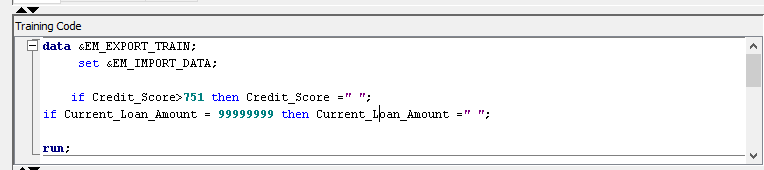 Training Code
data &EM_EXPORT_TRAIN;
set &EM_IMPORT_DATA;
if Credit_Score>751 then Credit_Score =" ";
if Current_Loan_Amount = 99999999 then Current_Loan_Amount =" ";
run;